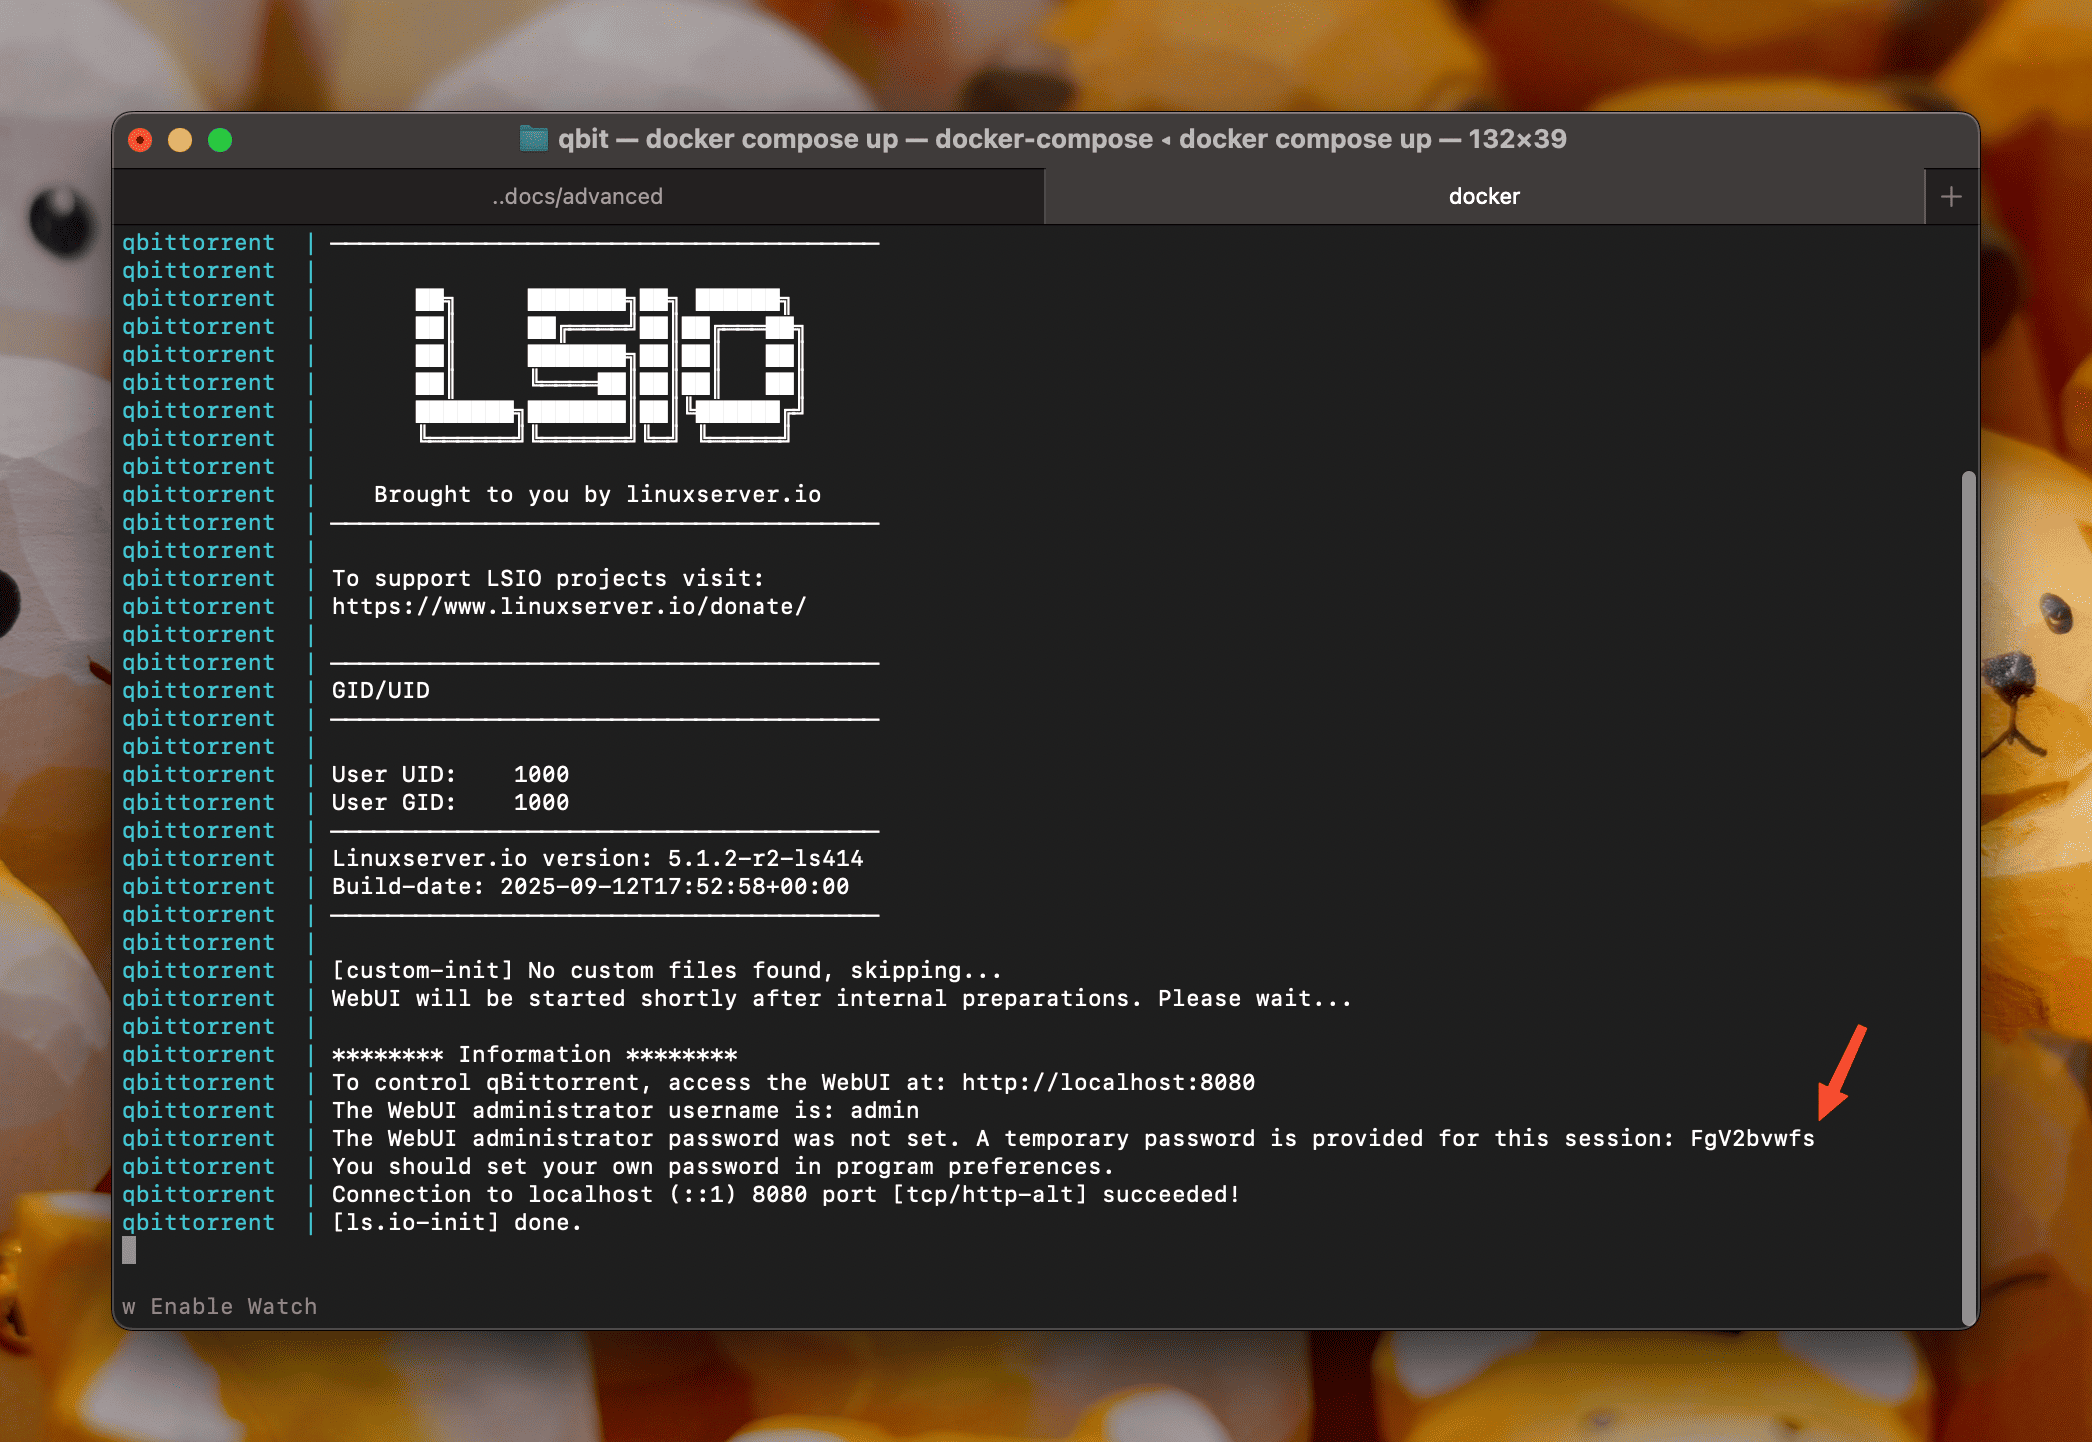 qbit — docker compose up — docker-compose ◂ docker compose up — 132×39
..docs/advanced
docker
qbittorrent |
qbittorrent |
qbittorrent |
qbittorrent |
qbittorrent |
qbittorrent |
qbittorrent | LSIO
qbittorrent |
qbittorrent |
qbittorrent | Brought to you by linuxserver.io
qbittorrent |
qbittorrent |
qbittorrent | To support LSIO projects visit:
qbittorrent | https://www.linuxserver.io/donate/
qbittorrent |
qbittorrent |
qbittorrent | GID/UID
qbittorrent |
qbittorrent |
qbittorrent | User UID: 1000
qbittorrent | User GID: 1000
qbittorrent |
qbittorrent | Linuxserver.io version: 5.1.2-r2-ls414
qbittorrent | Build-date: 2025-09-12T17:52:58+00:00
qbittorrent |
qbittorrent |
qbittorrent | [custom-init] No custom files found, skipping...
qbittorrent | WebUI will be started shortly after internal preparations. Please wait...
qbittorrent |
qbittorrent | ******** Information ********
qbittorrent | To control qBittorrent, access the WebUI at: http://localhost:8080
qbittorrent | The WebUI administrator username is: admin
qbittorrent | The WebUI administrator password was not set. A temporary password is provided for this session: FgV2bvwfs
qbittorrent | You should set your own password in program preferences.
qbittorrent | Connection to localhost (::1) 8080 port [tcp/http-alt] succeeded!
qbittorrent | [ls.io-init] done.
w Enable Watch